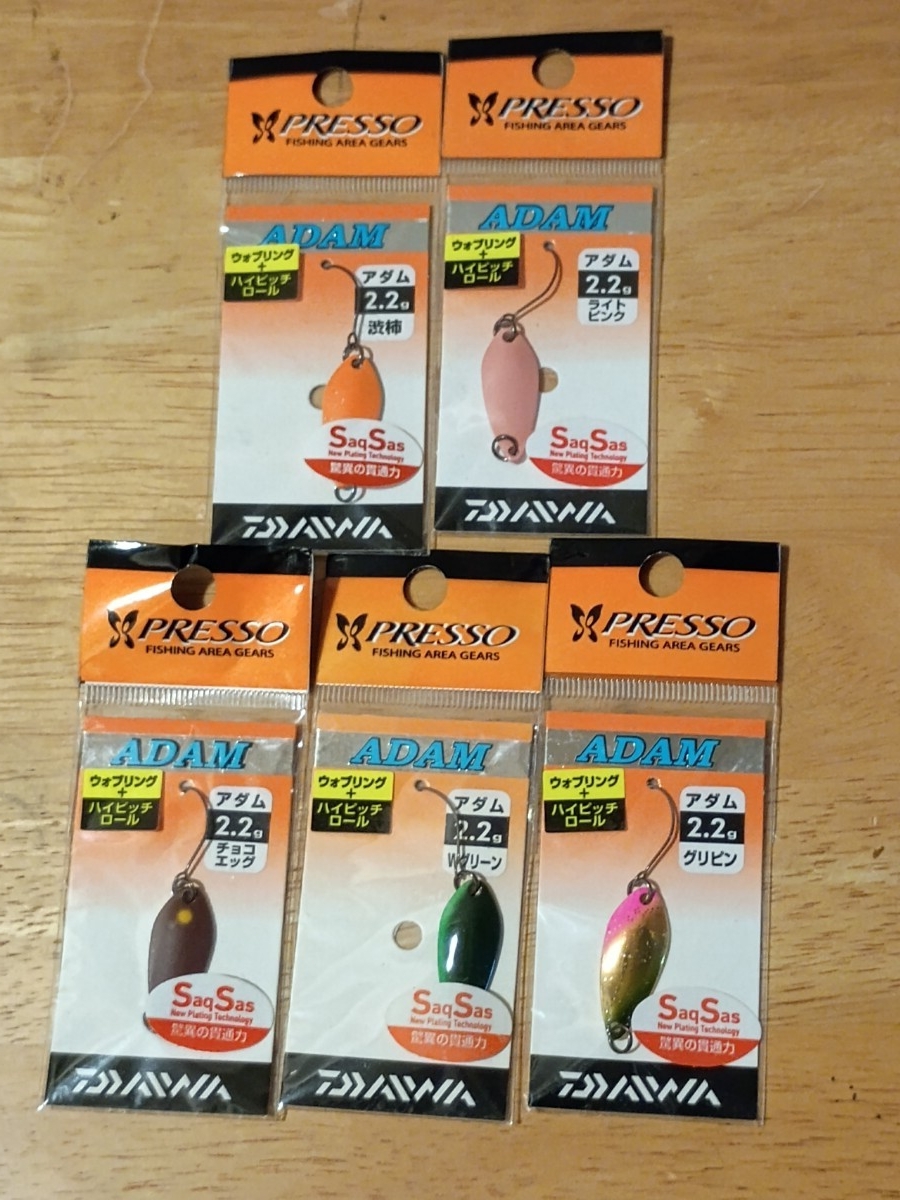 PRESSO
FISHING AREA GEARS
ADAM
ウォブリング
+
ハイピッチ
ロール
アダム
2.2g
渋柿
SaqSas
New Plating Technology
驚異の貫通力
DAIWA
PRESSO
FISHING AREA GEARS
ADAM
ウォブリング
+
ハイピッチ
ロール
アダム
2.2g
ライト
ピンク
SaqSas
New Plating Technology
驚異の貫通力
DAIWA
PRESSO
FISHING AREA GEARS
ADAM
ウォブリング
+
ハイピッチ
ロール
アダム
2.2g
チョコ
エッグ
SaqSas
New Plating Technology
驚異の貫通力
DAIWA
PRESSO
FISHING AREA GEARS
ADAM
ウォブリング
+
ハイピッチ
ロール
アダム
2.2g
Wグリーン
SaqSas
New Plating Technology
驚異の貫通力
DAIWA
PRESSO
FISHING AREA GEARS
ADAM
ウォブリング
+
ハイピッチ
ロール
アダム
2.2g
グリピン
SaqSas
New Plating Technology
驚異の貫通力
DAIWA